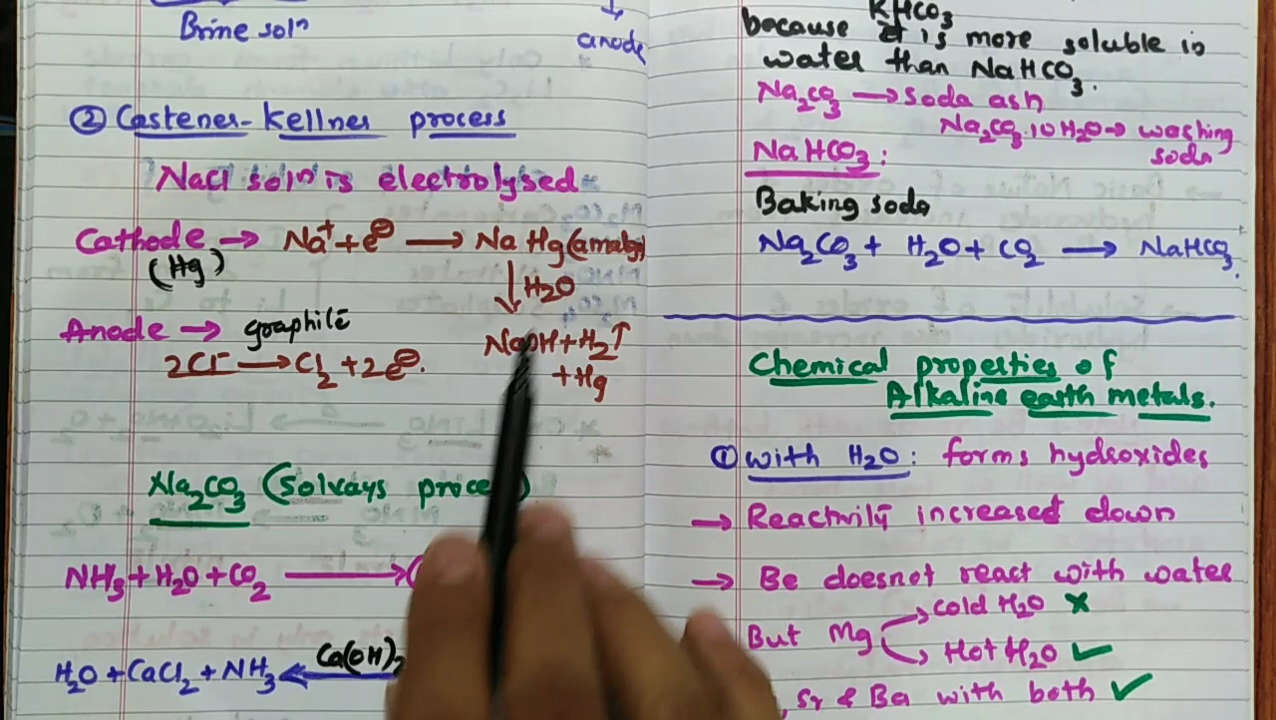 Brine solⁿ
anode
② Castener-Kellner process
NaCl solⁿ is electrolysed
Cathode → Na⁺ + e⊖ → Na Hg (amalg)
(Hg)
↓ H₂O
Anode → graphite
NaOH + H₂↑
2Cl⁻ → Cl₂ + 2e⊖.
+ Hg
Na₂CO₃ (Solvays process)
NH₃ + H₂O + CO₂ → (
H₂O + CaCl₂ + NH₃ ← Ca(OH)₂
KHCO₃
because it is more soluble in
water than NaHCO₃.
Na₂CO₃ → Soda ash
Na₂CO₃.10H₂O → washing
soda
NaHCO₃:
Baking soda
Na₂CO₃ + H₂O + CO₂ → NaHCO₃.
Chemical properties of
Alkaline earth metals.
① with H₂O: forms hydroxides
→ Reactivity increased down
→ Be doesnot react with water
But Mg → cold H₂O ✗
→ Hot H₂O ✓
, Sr & Ba with both ✓